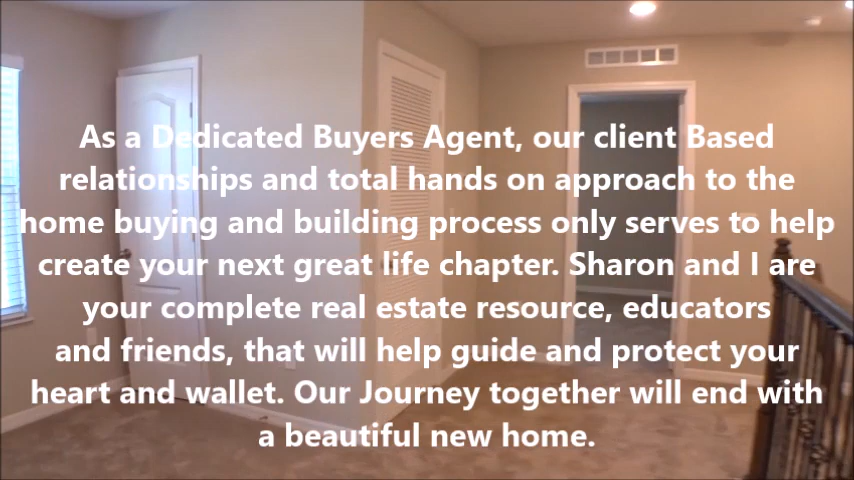 As a Dedicated Buyers Agent, our client Based
relationships and total hands on approach to the
home buying and building process only serves to help
create your next great life chapter. Sharon and I are
your complete real estate resource, educators
and friends, that will help guide and protect your
heart and wallet. Our Journey together will end with
a beautiful new home.